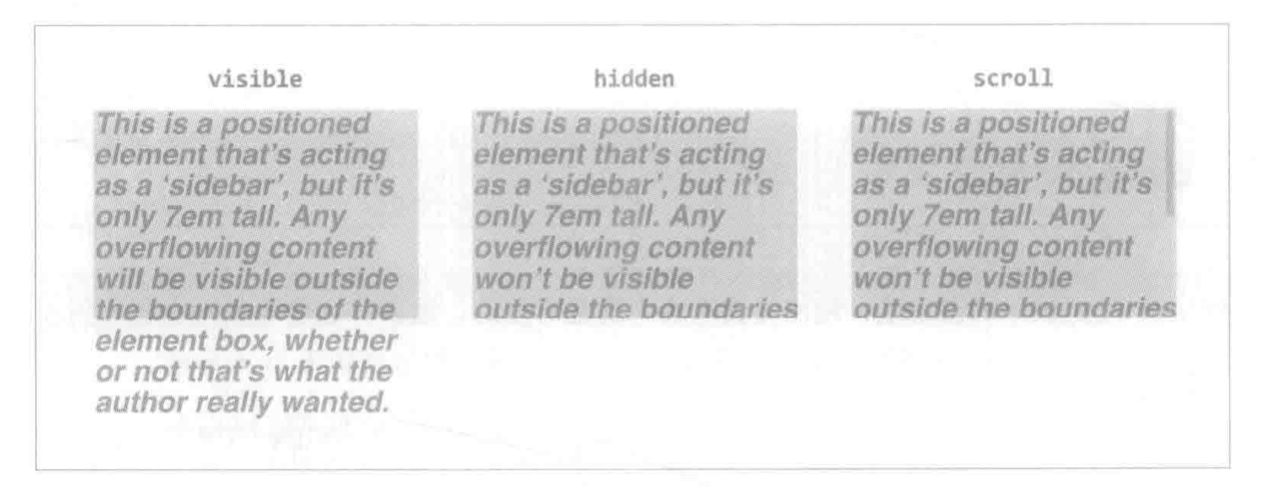 visible
This is a positioned
element that's acting
as a ‘sidebar’, but it's
only 7em tall. Any
overflowing content
will be visible outside
the boundaries of the
element box, whether
or not that's what the
author really wanted.
hidden
This is a positioned
element that's acting
as a ‘sidebar’, but it's
only 7em tall. Any
overflowing content
won't be visible
outside the boundaries
scroll
This is a positioned
element that's acting
as a ‘sidebar’, but it's
only 7em tall. Any
overflowing content
won't be visible
outside the boundaries